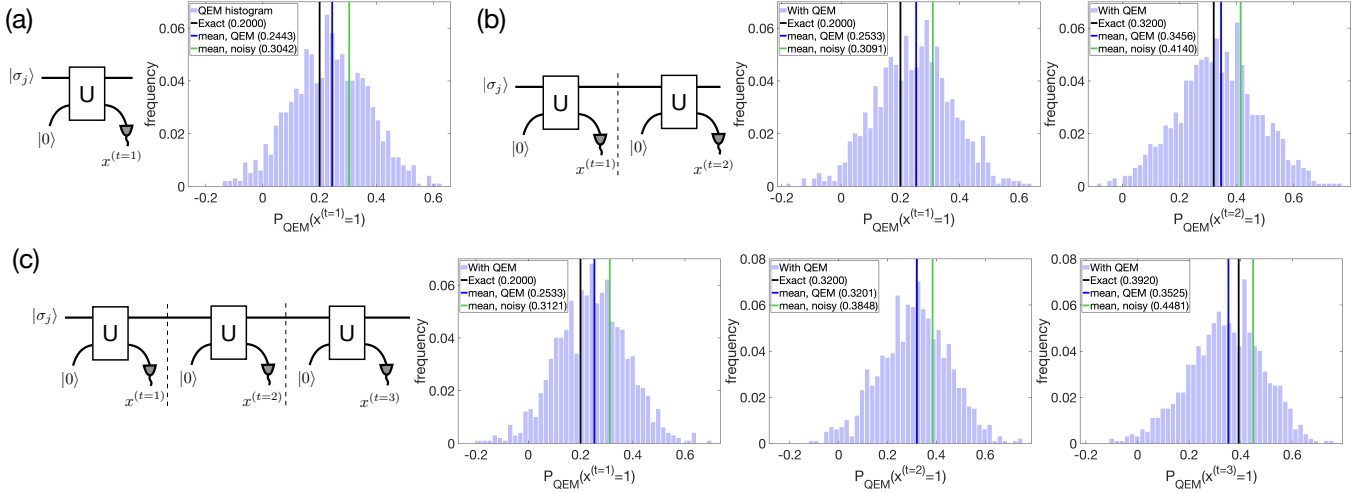 (a)
|σⱼ⟩
U
|0⟩
x^(t=1)
frequency
0.06
0.04
0.02
0
QEM histogram
Exact (0.2000)
mean, QEM (0.2443)
mean, noisy (0.3042)
-0.2 0 0.2 0.4 0.6
P_QEM(x^(t=1)=1)
(b)
|σⱼ⟩
U U
|0⟩ |0⟩
x^(t=1) x^(t=2)
frequency
0.06
0.04
0.02
0
With QEM
Exact (0.2000)
mean, QEM (0.2533)
mean, noisy (0.3091)
-0.2 0 0.2 0.4 0.6
P_QEM(x^(t=1)=1)
frequency
0.06
0.04
0.02
0
With QEM
Exact (0.3200)
mean, QEM (0.3456)
mean, noisy (0.4140)
0 0.2 0.4 0.6
P_QEM(x^(t=2)=1)
(c)
|σⱼ⟩
U U U
|0⟩ |0⟩ |0⟩
x^(t=1) x^(t=2) x^(t=3)
frequency
0.06
0.04
0.02
0
With QEM
Exact (0.2000)
mean, QEM (0.2533)
mean, noisy (0.3121)
-0.2 0 0.2 0.4 0.6
P_QEM(x^(t=1)=1)
frequency
0.08
0.06
0.04
0.02
0
With QEM
Exact (0.3200)
mean, QEM (0.3201)
mean, noisy (0.3848)
-0.2 0 0.2 0.4 0.6
P_QEM(x^(t=2)=1)
frequency
0.08
0.06
0.04
0.02
0
With QEM
Exact (0.3920)
mean, QEM (0.3525)
mean, noisy (0.4481)
-0.2 0 0.2 0.4 0.6
P_QEM(x^(t=3)=1)